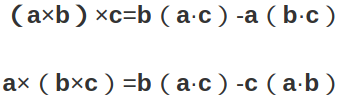 （a×b）×c=b（a·c）-a（b·c）
a×（b×c）=b（a·c）-c（a·b）